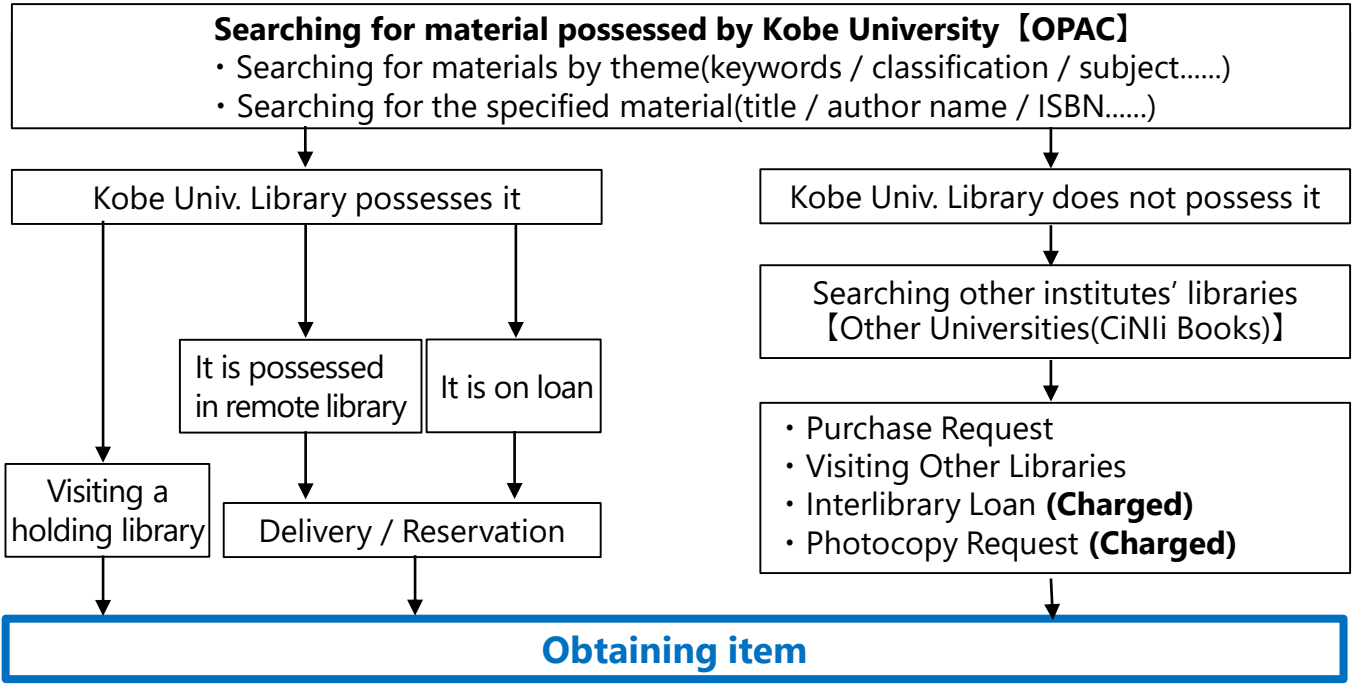 Searching for material possessed by Kobe University【OPAC】
・Searching for materials by theme(keywords / classification / subject......)
・Searching for the specified material(title / author name / ISBN......)
Kobe Univ. Library possesses it
Kobe Univ. Library does not possess it
Searching other institutes’ libraries
【Other Universities(CiNIi Books)】
It is possessed
in remote library
It is on loan
・Purchase Request
・Visiting Other Libraries
・Interlibrary Loan (Charged)
・Photocopy Request (Charged)
Visiting a
holding library
Delivery / Reservation
Obtaining item